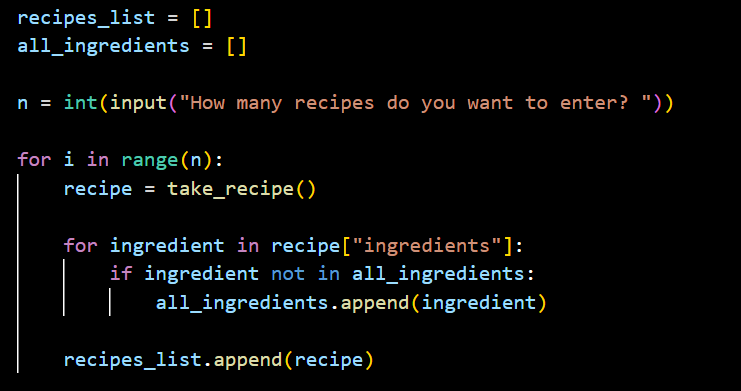 recipes_list = []
all_ingredients = []
n = int(input("How many recipes do you want to enter? "))
for i in range(n):
    recipe = take_recipe()
    for ingredient in recipe["ingredients"]:
        if ingredient not in all_ingredients:
            all_ingredients.append(ingredient)
    recipes_list.append(recipe)